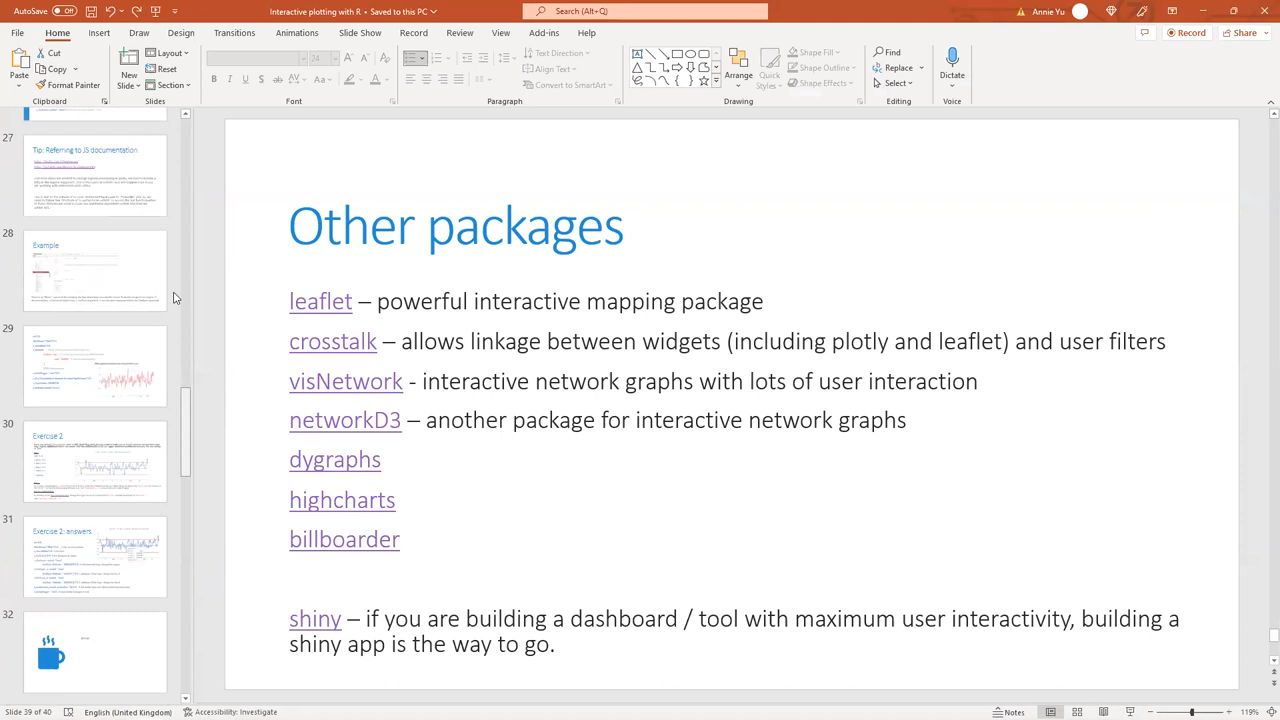 AutoSave Off
Interactive plotting with R • Saved to this PC
Search (Alt+Q)
Annie Yu
File Home Insert Draw Design Transitions Animations Slide Show Record Review View Add-ins Help
Record Share
Paste
Cut
Copy
Format Painter
Clipboard
New
Slide
Layout
Reset
Section
Slides
24
Font
Text Direction
Align Text
Convert to SmartArt
Paragraph
Arrange
Quick
Styles
Shape Fill
Shape Outline
Shape Effects
Drawing
Find
Replace
Select
Editing
Dictate
Voice
27
Tip: Referring to JS documentation
28
Example
29
30
Exercise 2
31
Exercise 2: answers
32
Other packages
leaflet – powerful interactive mapping package
crosstalk – allows linkage between widgets (including plotly and leaflet) and user filters
visNetwork - interactive network graphs with lots of user interaction
networkD3 – another package for interactive network graphs
dygraphs
highcharts
billboarder
shiny – if you are building a dashboard / tool with maximum user interactivity, building a
shiny app is the way to go.
Slide 39 of 40
English (United Kingdom)
Accessibility: Investigate
Notes
119%